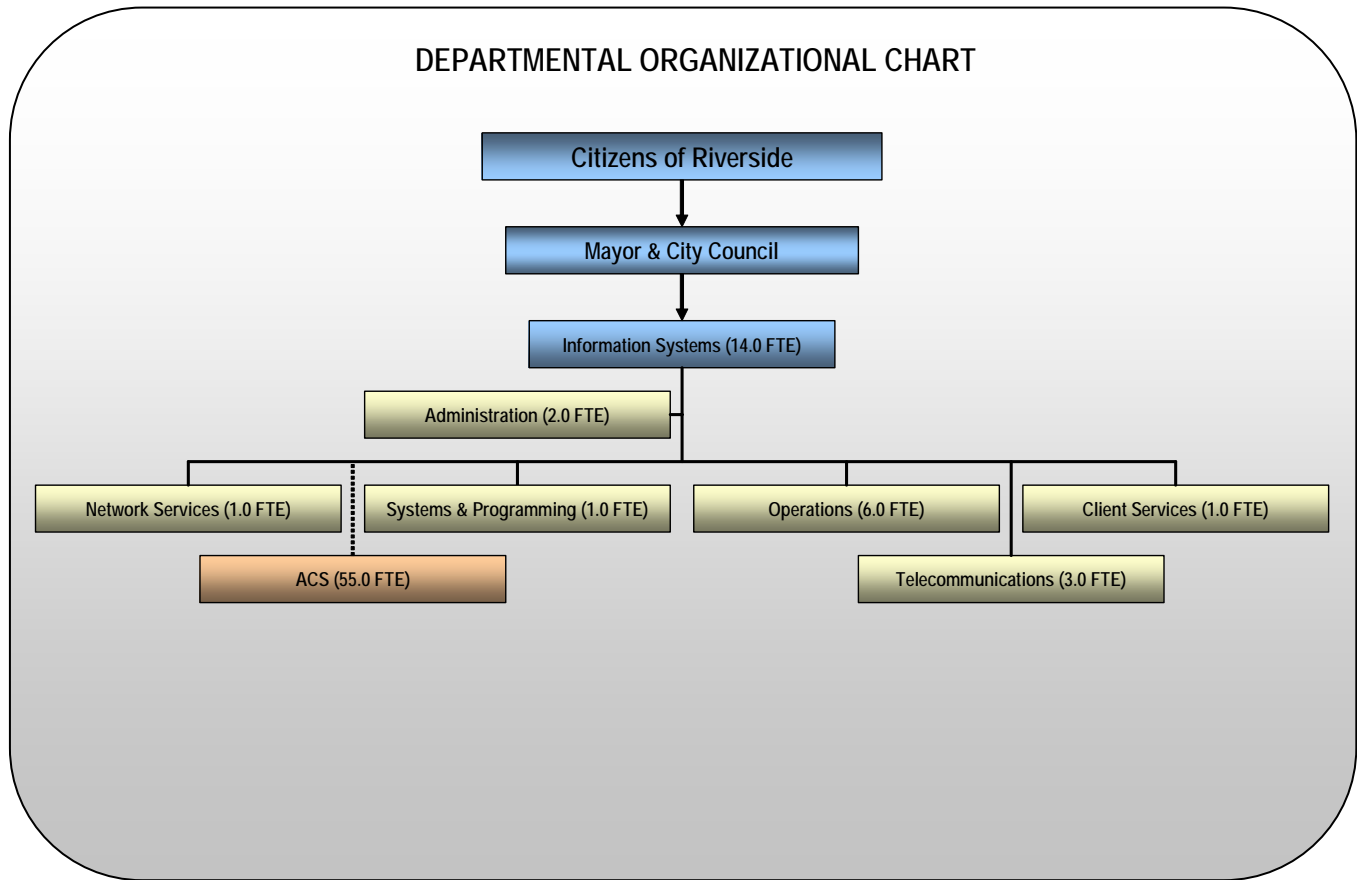 DEPARTMENTAL ORGANIZATIONAL CHART
Citizens of Riverside
Mayor & City Council
Information Systems (14.0 FTE)
Administration (2.0 FTE)
Network Services (1.0 FTE)
Systems & Programming (1.0 FTE)
Operations (6.0 FTE)
Client Services (1.0 FTE)
ACS (55.0 FTE)
Telecommunications (3.0 FTE)